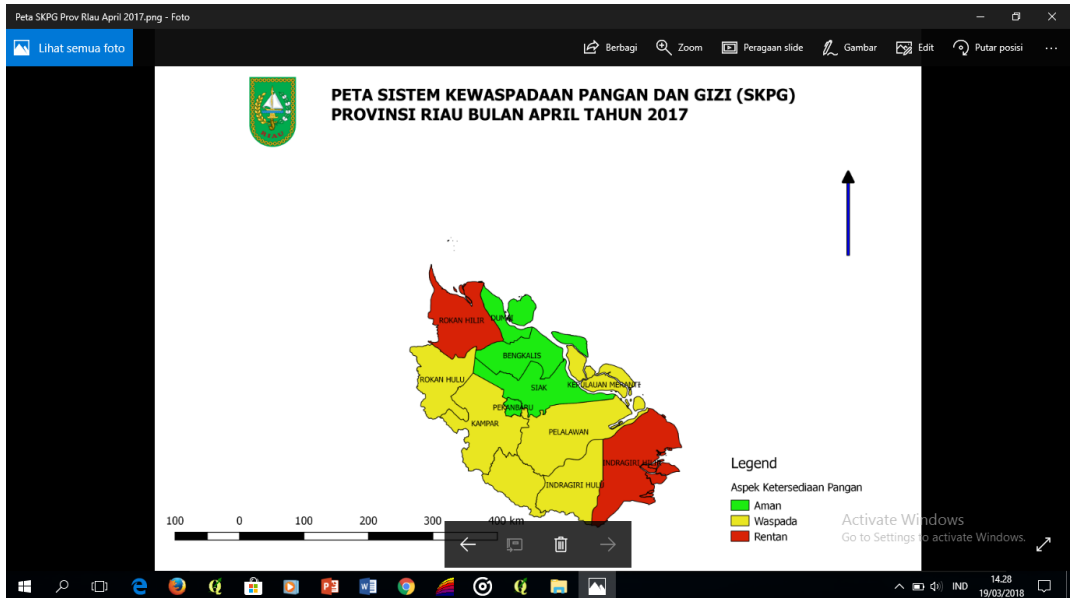 Peta SKPG Prov RIau April 2017.png - Foto
Lihat semua foto
Berbagi
Zoom
Peragaan slide
Gambar
Edit
Putar posisi
PETA SISTEM KEWASPADAAN PANGAN DAN GIZI (SKPG)
PROVINSI RIAU BULAN APRIL TAHUN 2017
RIAU
ROKAN HILIR
DUMAI
BENGKALIS
ROKAN HULU
SIAK
KEPULAUAN MERANTI
PEKANBARU
KAMPAR
PELALAWAN
INDRAGIRI HILIR
INDRAGIRI HULU
Legend
Aspek Ketersediaan Pangan
Aman
Waspada
Rentan
100 0 100 200 300 400 km
Activate Windows
Go to Settings to activate Windows.
IND
14.28
19/03/2018